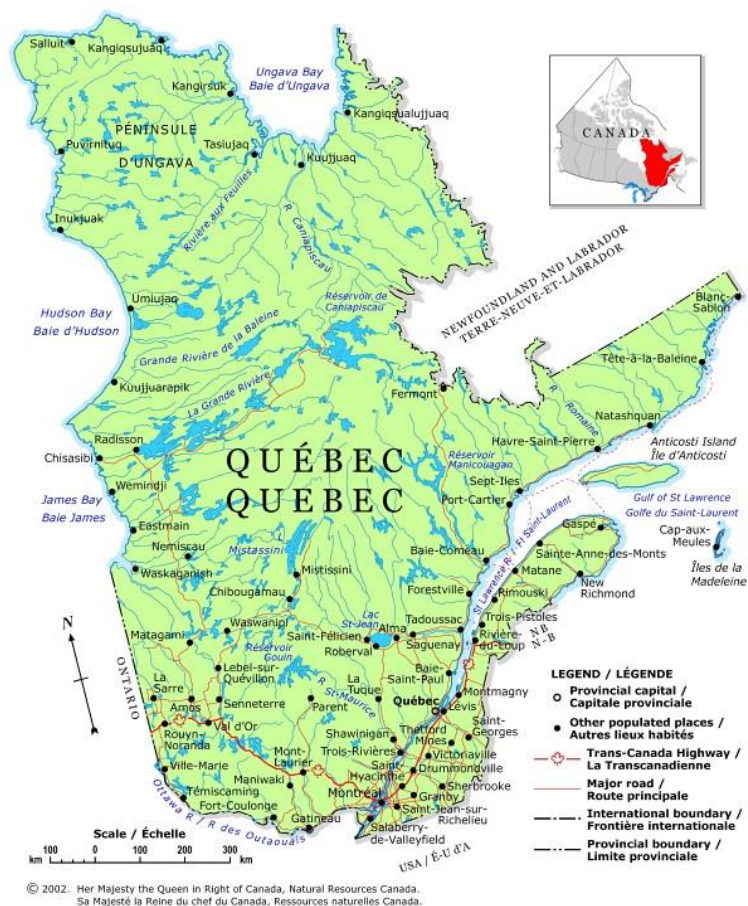 Salluit
Kangiqsujuaq
Ungava Bay
Baie d'Ungava
Kangirsuk
Kangiqsualujjuaq
PÉNINSULE
D'UNGAVA
Puvirnituq
Tasiujaq
Kuujjuaq
CANADA
Rivière aux Feuilles
R Caniapiscau
Inukjuak
NEWFOUNDLAND AND LABRADOR
TERRE-NEUVE-ET-LABRADOR
Umiujaq
Réservoir de
Caniapiscau
Blanc-
Sablon
Hudson Bay
Baie d'Hudson
Grande Rivière de la Baleine
Tête-à-la-Baleine
Kuujjuarapik
La Grande Rivière
Fermont
R Romaine
Natashquan
Radisson
Havre-Saint-Pierre
Anticosti Island
Île d'Anticosti
Chisasibi
QUÉBEC
QUEBEC
Réservoir
Manicouagan
Sept-Iles
Port-Cartier
Wemindji
James Bay
Baie James
Gulf of St Lawrence
Golfe du Saint-Laurent
Eastmain
L
Mistassini
St Lawrence R / Fl Saint-Laurent
Gaspé
Cap-aux-
Meules
Nemiscau
Baie-Comeau
Sainte-Anne-des-Monts
Îles de la
Madeleine
Waskaganish
Mistissini
Matane
New
Richmond
Chibougamau
Forestville
Rimouski
N
Waswanipi
Lac
St-Jean
Tadoussac
Trois-Pistoles
Matagami
Saint-Félicien
Alma
Rivière-
du-Loup
NB
N-B
ONTARIO
Réservoir
Gouin
Roberval
Saguenay
Lebel-sur-
Quévillon
Baie-
Saint-Paul
LEGEND / LÉGENDE
La
Sarre
R
St-Maurice
La
Tuque
Montmagny
Provincial capital /
Capitale provinciale
Amos
Senneterre
Parent
Québec
Lévis
Other populated places /
Autres lieux habités
Rouyn-
Noranda
Val d'Or
Shawinigan
Thetford
Mines
Saint-
Georges
Trans-Canada Highway /
La Transcanadienne
Mont-
Laurier
Trois-Rivières
Victoriaville
Major road /
Route principale
Ville-Marie
Saint-
Hyacinthe
Drummondville
Maniwaki
Sherbrooke
International boundary /
Frontière internationale
Témiscaming
Montréal
Granby
Fort-Coulonge
Saint-Jean-sur-
Richelieu
Ottawa R / R des Outaouais
Gatineau
Salaberry-
de-Valleyfield
Provincial boundary /
Limite provinciale
Scale / Échelle
USA / É-U d'A
km 100 0 100 200 300 km
© 2002. Her Majesty the Queen in Right of Canada, Natural Resources Canada.
Sa Majesté la Reine du chef du Canada, Ressources naturelles Canada.